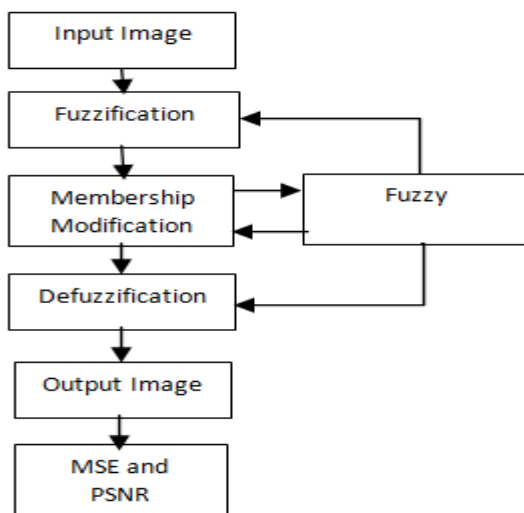 Input Image
Fuzzification
Membership
Modification
Fuzzy
Defuzzification
Output Image
MSE and
PSNR